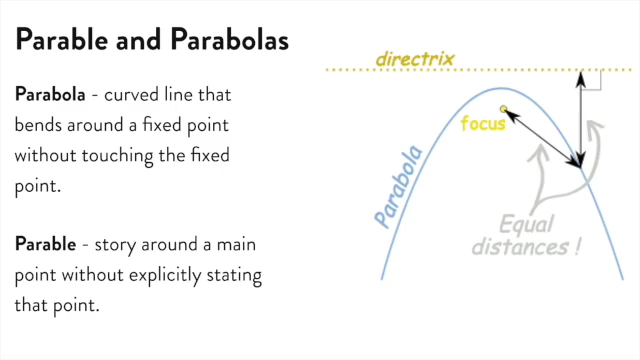 Parable and Parabolas
Parabola - curved line that
bends around a fixed point
without touching the fixed
point.
Parable - story around a main
point without explicitly stating
that point.
directrix
focus
Parabola
Equal
distances !